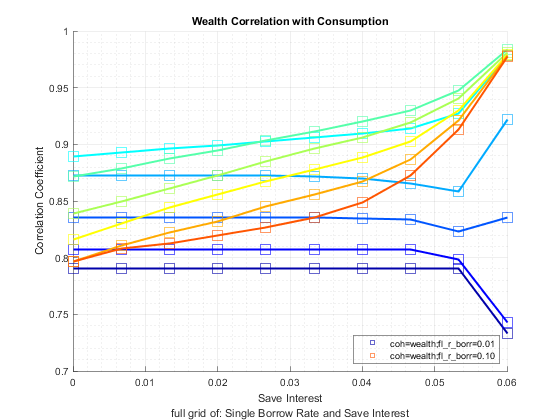 Wealth Correlation with Consumption
1
0.95
0.9
0.85
0.8
0.75
0.7
Correlation Coefficient
coh=wealth;fl_r_borr=0.01
coh=wealth;fl_r_borr=0.10
0 0.01 0.02 0.03 0.04 0.05 0.06
Save Interest
full grid of: Single Borrow Rate and Save Interest